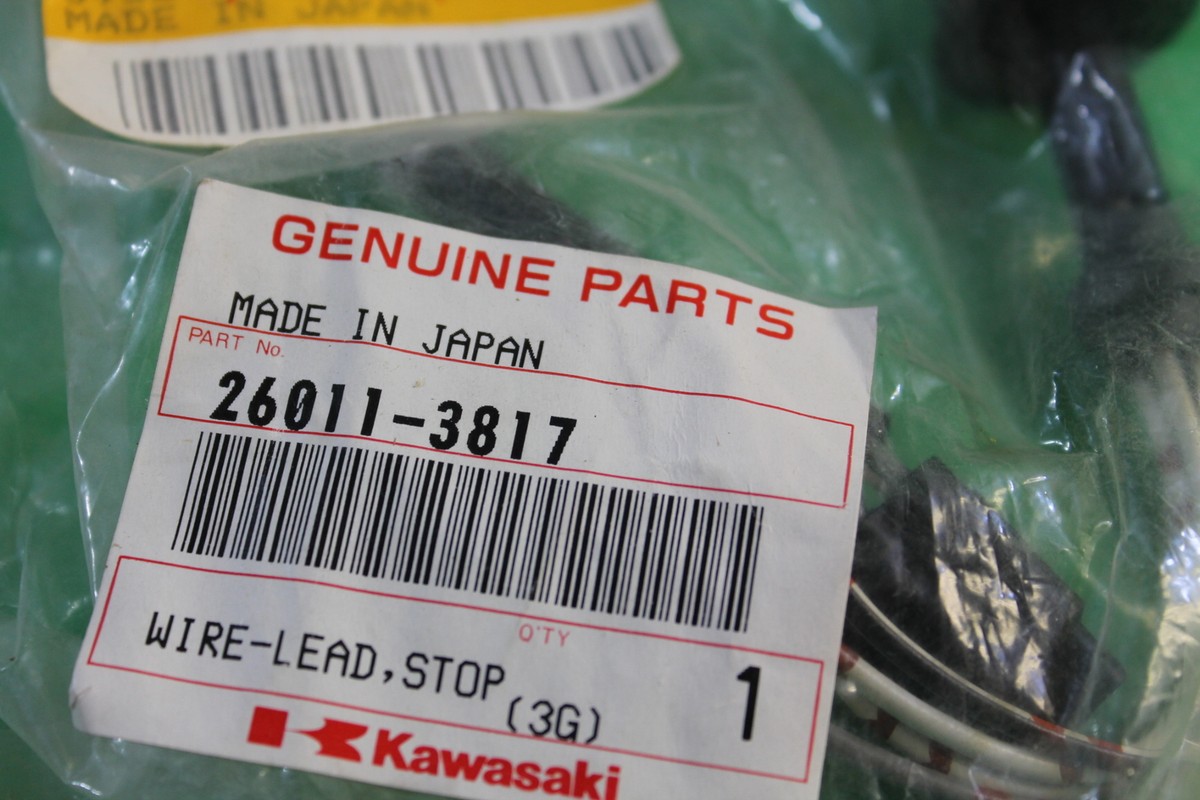 MADE IN JAPAN
GENUINE PARTS
MADE IN JAPAN
PART No.
26011-3817
Q'TY
WIRE-LEAD,STOP
(3G)
1
Kawasaki